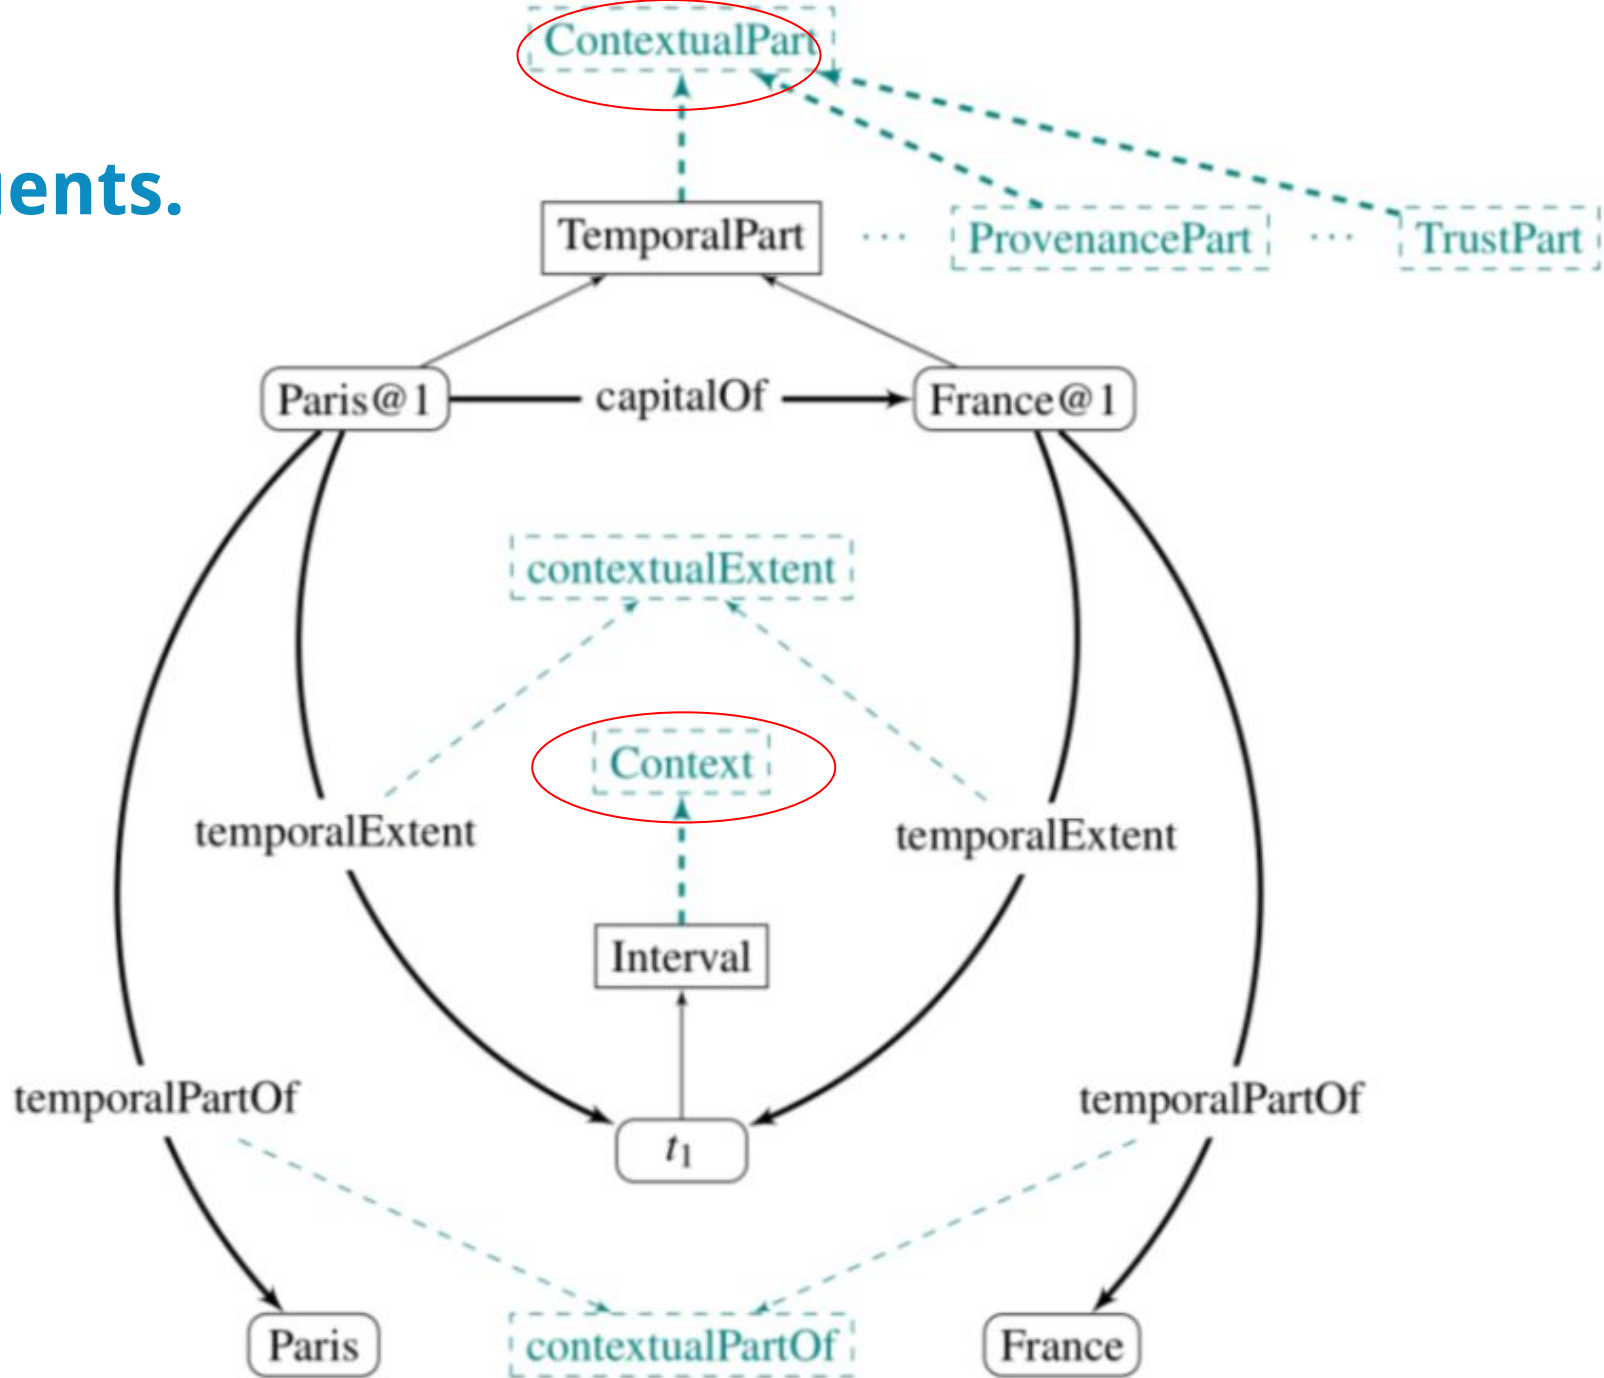 ContextualPart
uents.
TemporalPart ... ProvenancePart ... TrustPart
Paris@1 capitalOf France@1
contextualExtent
Context
temporalExtent temporalExtent
Interval
temporalPartOf temporalPartOf
t₁
Paris contextualPartOf France